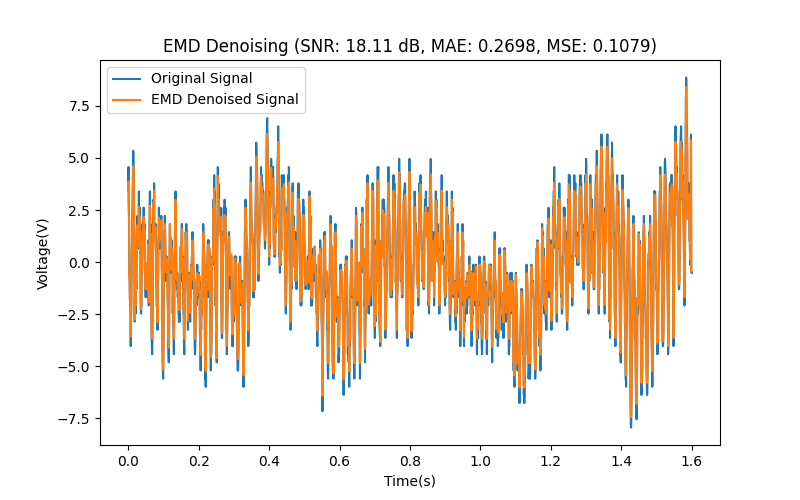 EMD Denoising (SNR: 18.11 dB, MAE: 0.2698, MSE: 0.1079)
Original Signal
EMD Denoised Signal
7.5
5.0
2.5
0.0
−2.5
−5.0
−7.5
Voltage(V)
0.0 0.2 0.4 0.6 0.8 1.0 1.2 1.4 1.6
Time(s)